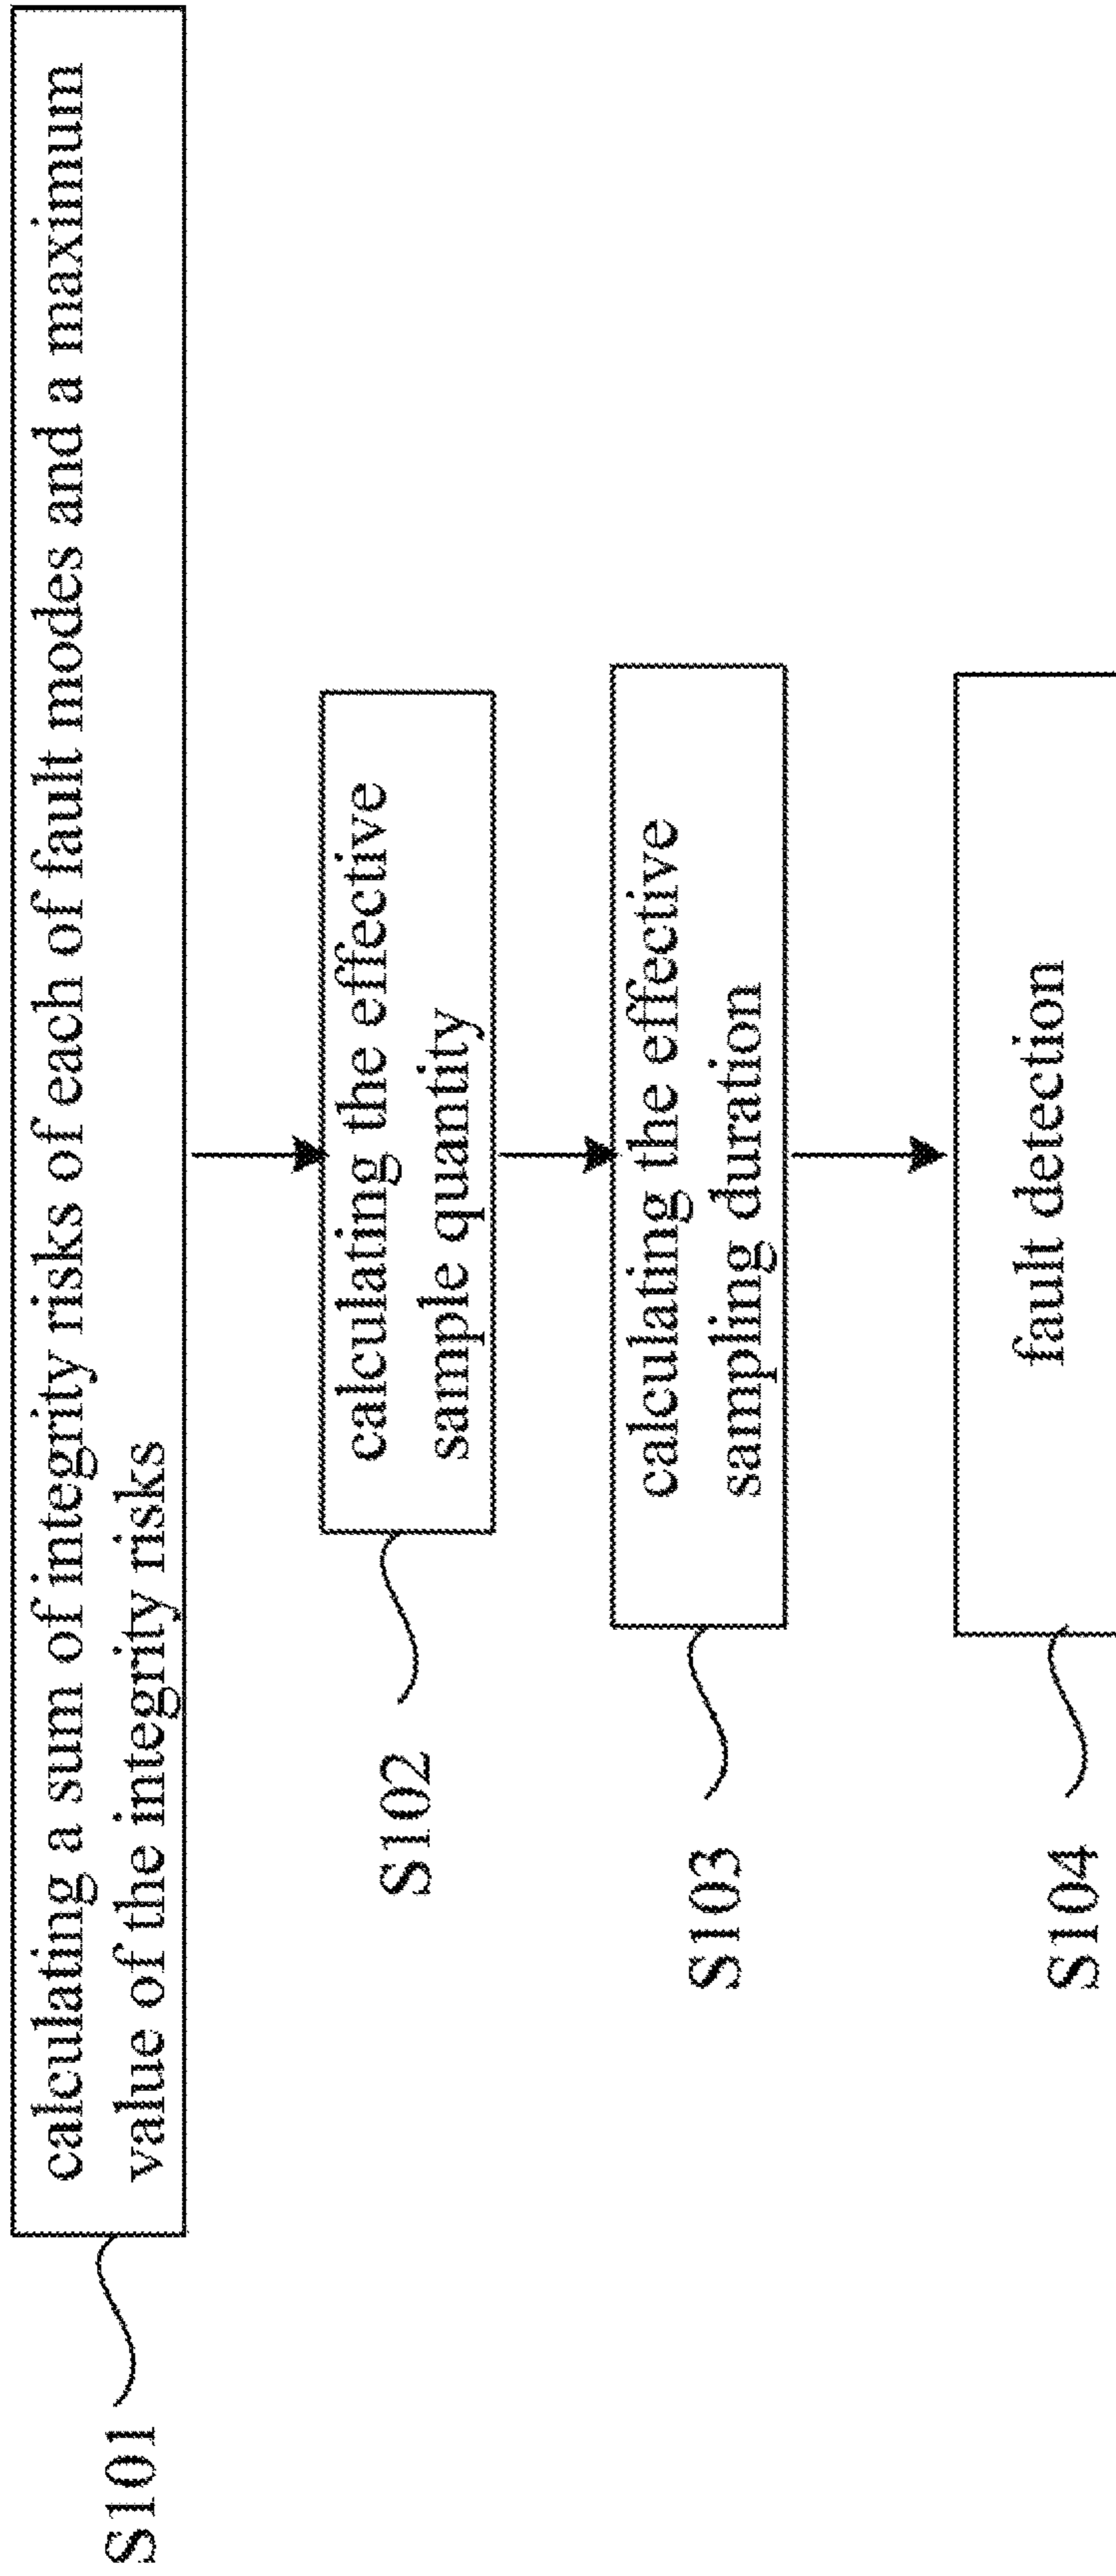 calculating a sum of integrity risks of each of fault modes and a maximum
value of the integrity risks
S101
calculating the effective
sample quantity
S102
calculating the effective
sampling duration
S103
fault detection
S104